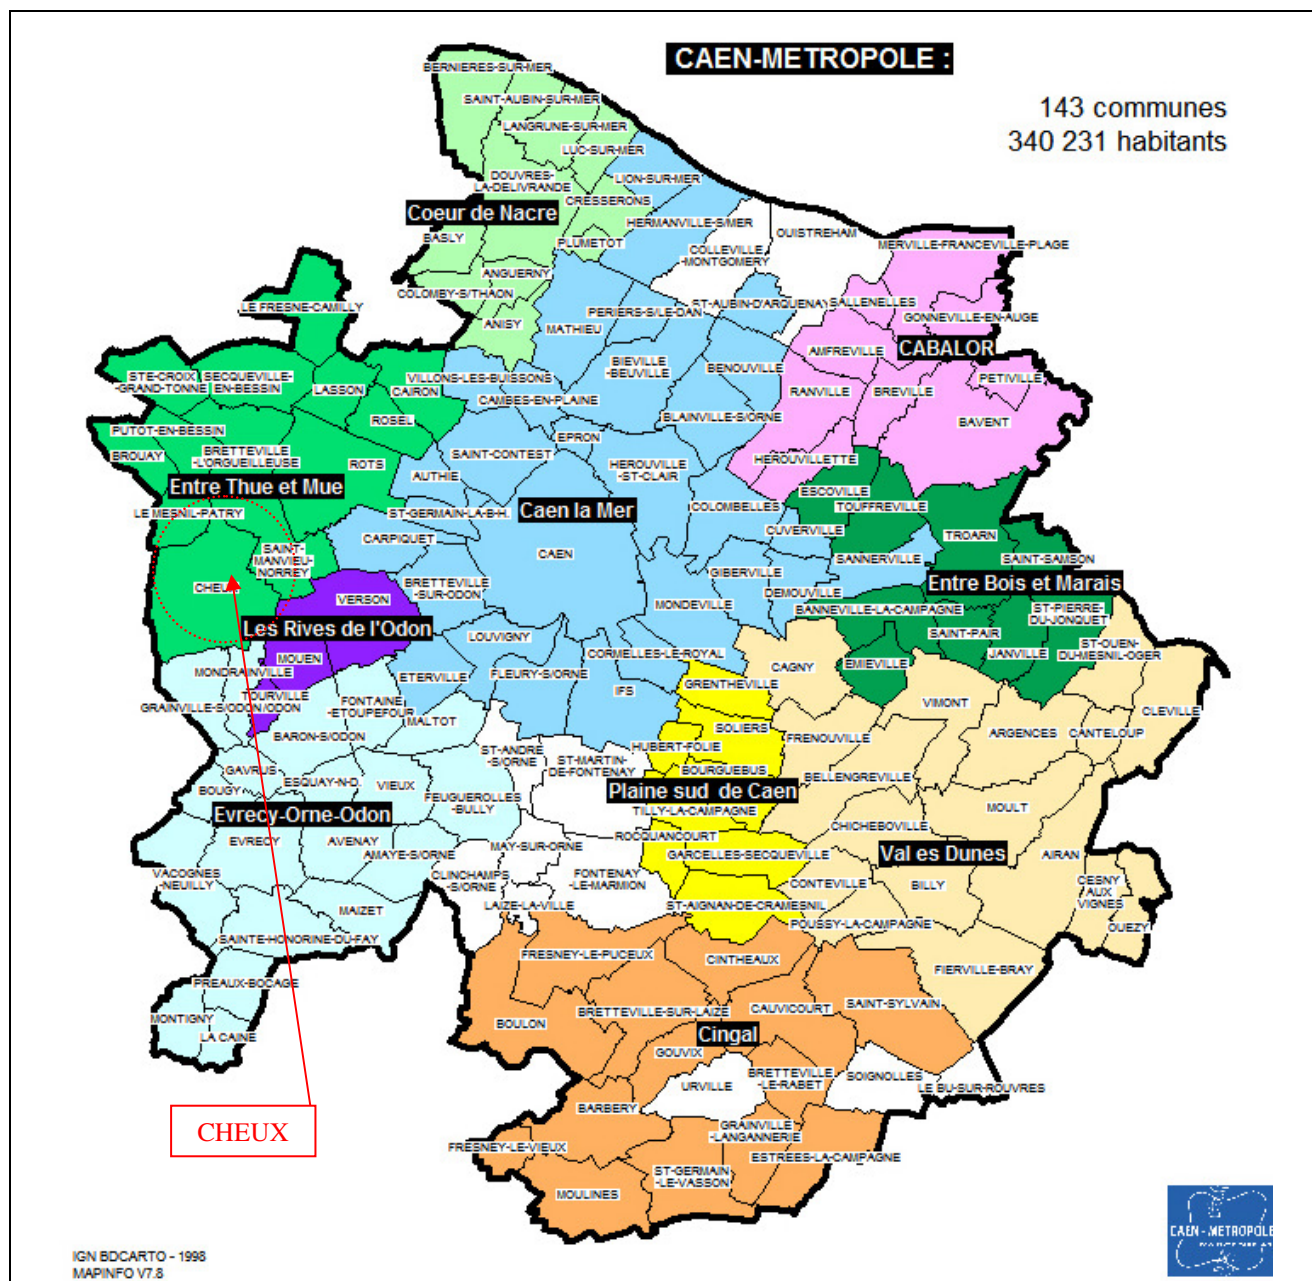 CAEN-METROPOLE :
143 communes
340 231 habitants
BERNIERES-SUR-MER
SAINT-AUBIN-SUR-MER
LANGRUNE-SUR-MER
LUC-SUR-MER
DOUVRES-
-LA-DELIVRANDE
LION-SUR-MER
CRESSERONS
Coeur de Nacre
HERMANVILLE-S/MER
BASLY
PLUMETOT
COLLEVILLE
-MONTGOMERY
OUISTREHAM
MERVILLE-FRANCEVILLE-PLAGE
ANGUERNY
COLOMBY-S/THAON
LE FRESNE-CAMILLY
ANISY
MATHIEU
PERIERS-S/LE-DAN
ST-AUBIN-D'ARQUENAY
SALLENELLES
GONNEVILLE-EN-AUGE
CABALOR
AMFREVILLE
BIEVILLE
-BEUVILLE
BENOUVILLE
STE-CROIX
-GRAND-TONNE
SECQUEVILLE-
EN-BESSIN
LASSON
CAIRON
VILLONS-LES-BUISSONS
CAMBES-EN-PLAINE
RANVILLE
BREVILLE
PETIVILLE
BAVENT
BLAINVILLE-S/ORNE
ROSEL
PUTOT-EN-BESSIN
BROUAY
BRETTEVILLE
-L'ORGUEILLEUSE
ROTS
EPRON
SAINT-CONTEST
HEROUVILLE
-ST-CLAIR
HEROUVILLETTE
AUTHIE
Entre Thue et Mue
ESCOVILLE
TOUFFREVILLE
LE MESNIL-PATRY
ST-GERMAIN-LA-B.H.
Caen la Mer
COLOMBELLES
CUVERVILLE
TROARN
SAINT-
MANVIEU-
NORREY
CARPIQUET
CAEN
SANNERVILLE
SAINT-SAMSON
CHEUX
BRETTEVILLE
-SUR-ODON
GIBERVILLE
DEMOUVILLE
Entre Bois et Marais
VERSON
MONDEVILLE
BANNEVILLE-LA-CAMPAGNE
ST-PIERRE-
DU-JONQUET
Les Rives de l'Odon
LOUVIGNY
SAINT-PAIR
JANVILLE
ST-OUEN-
DU-MESNIL-OGER
MOUEN
MONDRAINVILLE
CORMELLES-LE-ROYAL
CAGNY
EMIEVILLE
ETERVILLE
FLEURY-S/ORNE
IFS
GRENTHEVILLE
TOURVILLE
GRAINVILLE-S/ODON
/ODON
FONTAINE
-ETOUPEFOUR
MALTOT
VIMONT
CLEVILLE
SOLIERS
BARON-S/ODON
FRENOUVILLE
ARGENCES
CANTELOUP
ST-ANDRE
-S/ORNE
ST-MARTIN-
DE-FONTENAY
HUBERT-FOLIE
BOURGUEBUS
GAVRUS
BOUGY
ESQUAY-N-D.
VIEUX
FEUGUEROLLES
-BULLY
BELLENGREVILLE
Plaine sud de Caen
TILLY-LA-CAMPAGNE
MOULT
Evrecy-Orne-Odon
EVRECY
AVENAY
CHICHEBOVILLE
ROCQUANCOURT
MAY-SUR-ORNE
AMAYE-S/ORNE
GARCELLES-SECQUEVILLE
Val es Dunes
AIRAN
VACOGNES
-NEUILLY
CLINCHAMPS
-S/ORNE
FONTENAY
-LE-MARMION
CONTEVILLE
BILLY
CESNY
AUX
VIGNES
MAIZET
LAIZE-LA-VILLE
ST-AIGNAN-DE-CRAMESNIL
POUSSY-LA-CAMPAGNE
OUEZY
SAINTE-HONORINE-DU-FAY
FRESNEY-LE-PUCEUX
CINTHEAUX
FIERVILLE-BRAY
PREAUX-BOCAGE
MONTIGNY
LA CAINE
BOULON
BRETTEVILLE-SUR-LAIZE
CAUVICOURT
SAINT-SYLVAIN
Cingal
GOUVIX
URVILLE
BRETTEVILLE
-LE-RABET
SOIGNOLLES
LE BU-SUR-ROUVRES
BARBERY
CHEUX
GRAINVILLE
-LANGANNERIE
FRESNEY-LE-VIEUX
ESTREES-LA-CAMPAGNE
ST-GERMAIN
-LE-VASSON
MOULINES
CAEN - METROPOLE
IGN BDCARTO - 1998
MAPINFO V7.8